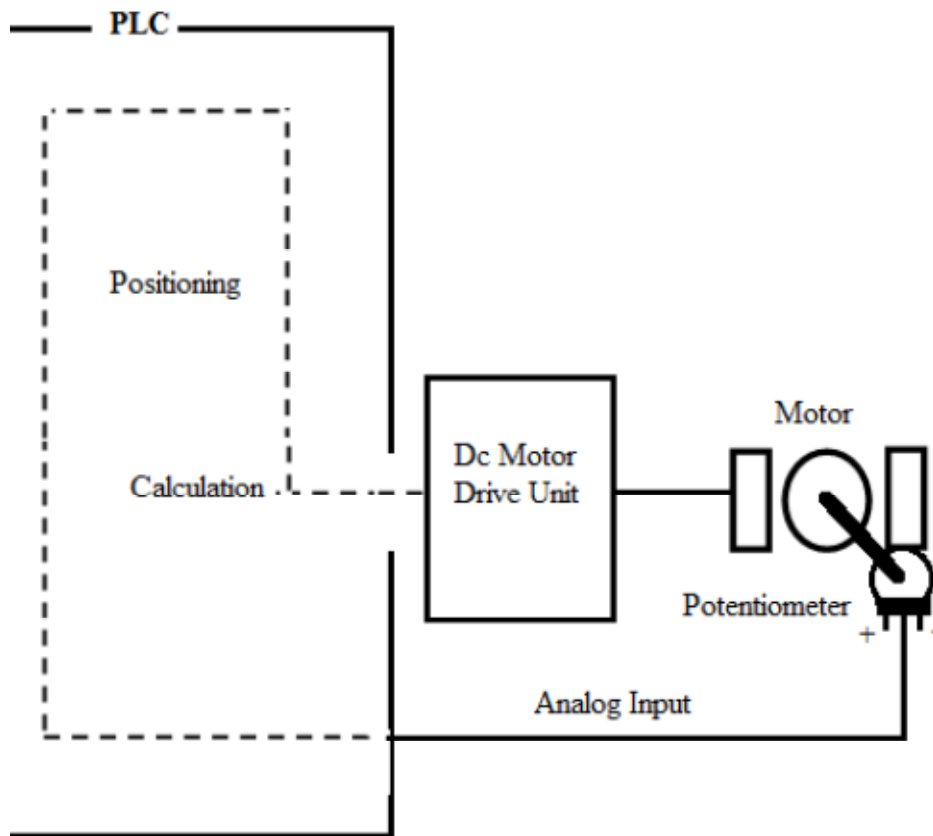 PLC
Positioning
Calculation
Dc Motor
Drive Unit
Motor
Potentiometer
+
Analog Input